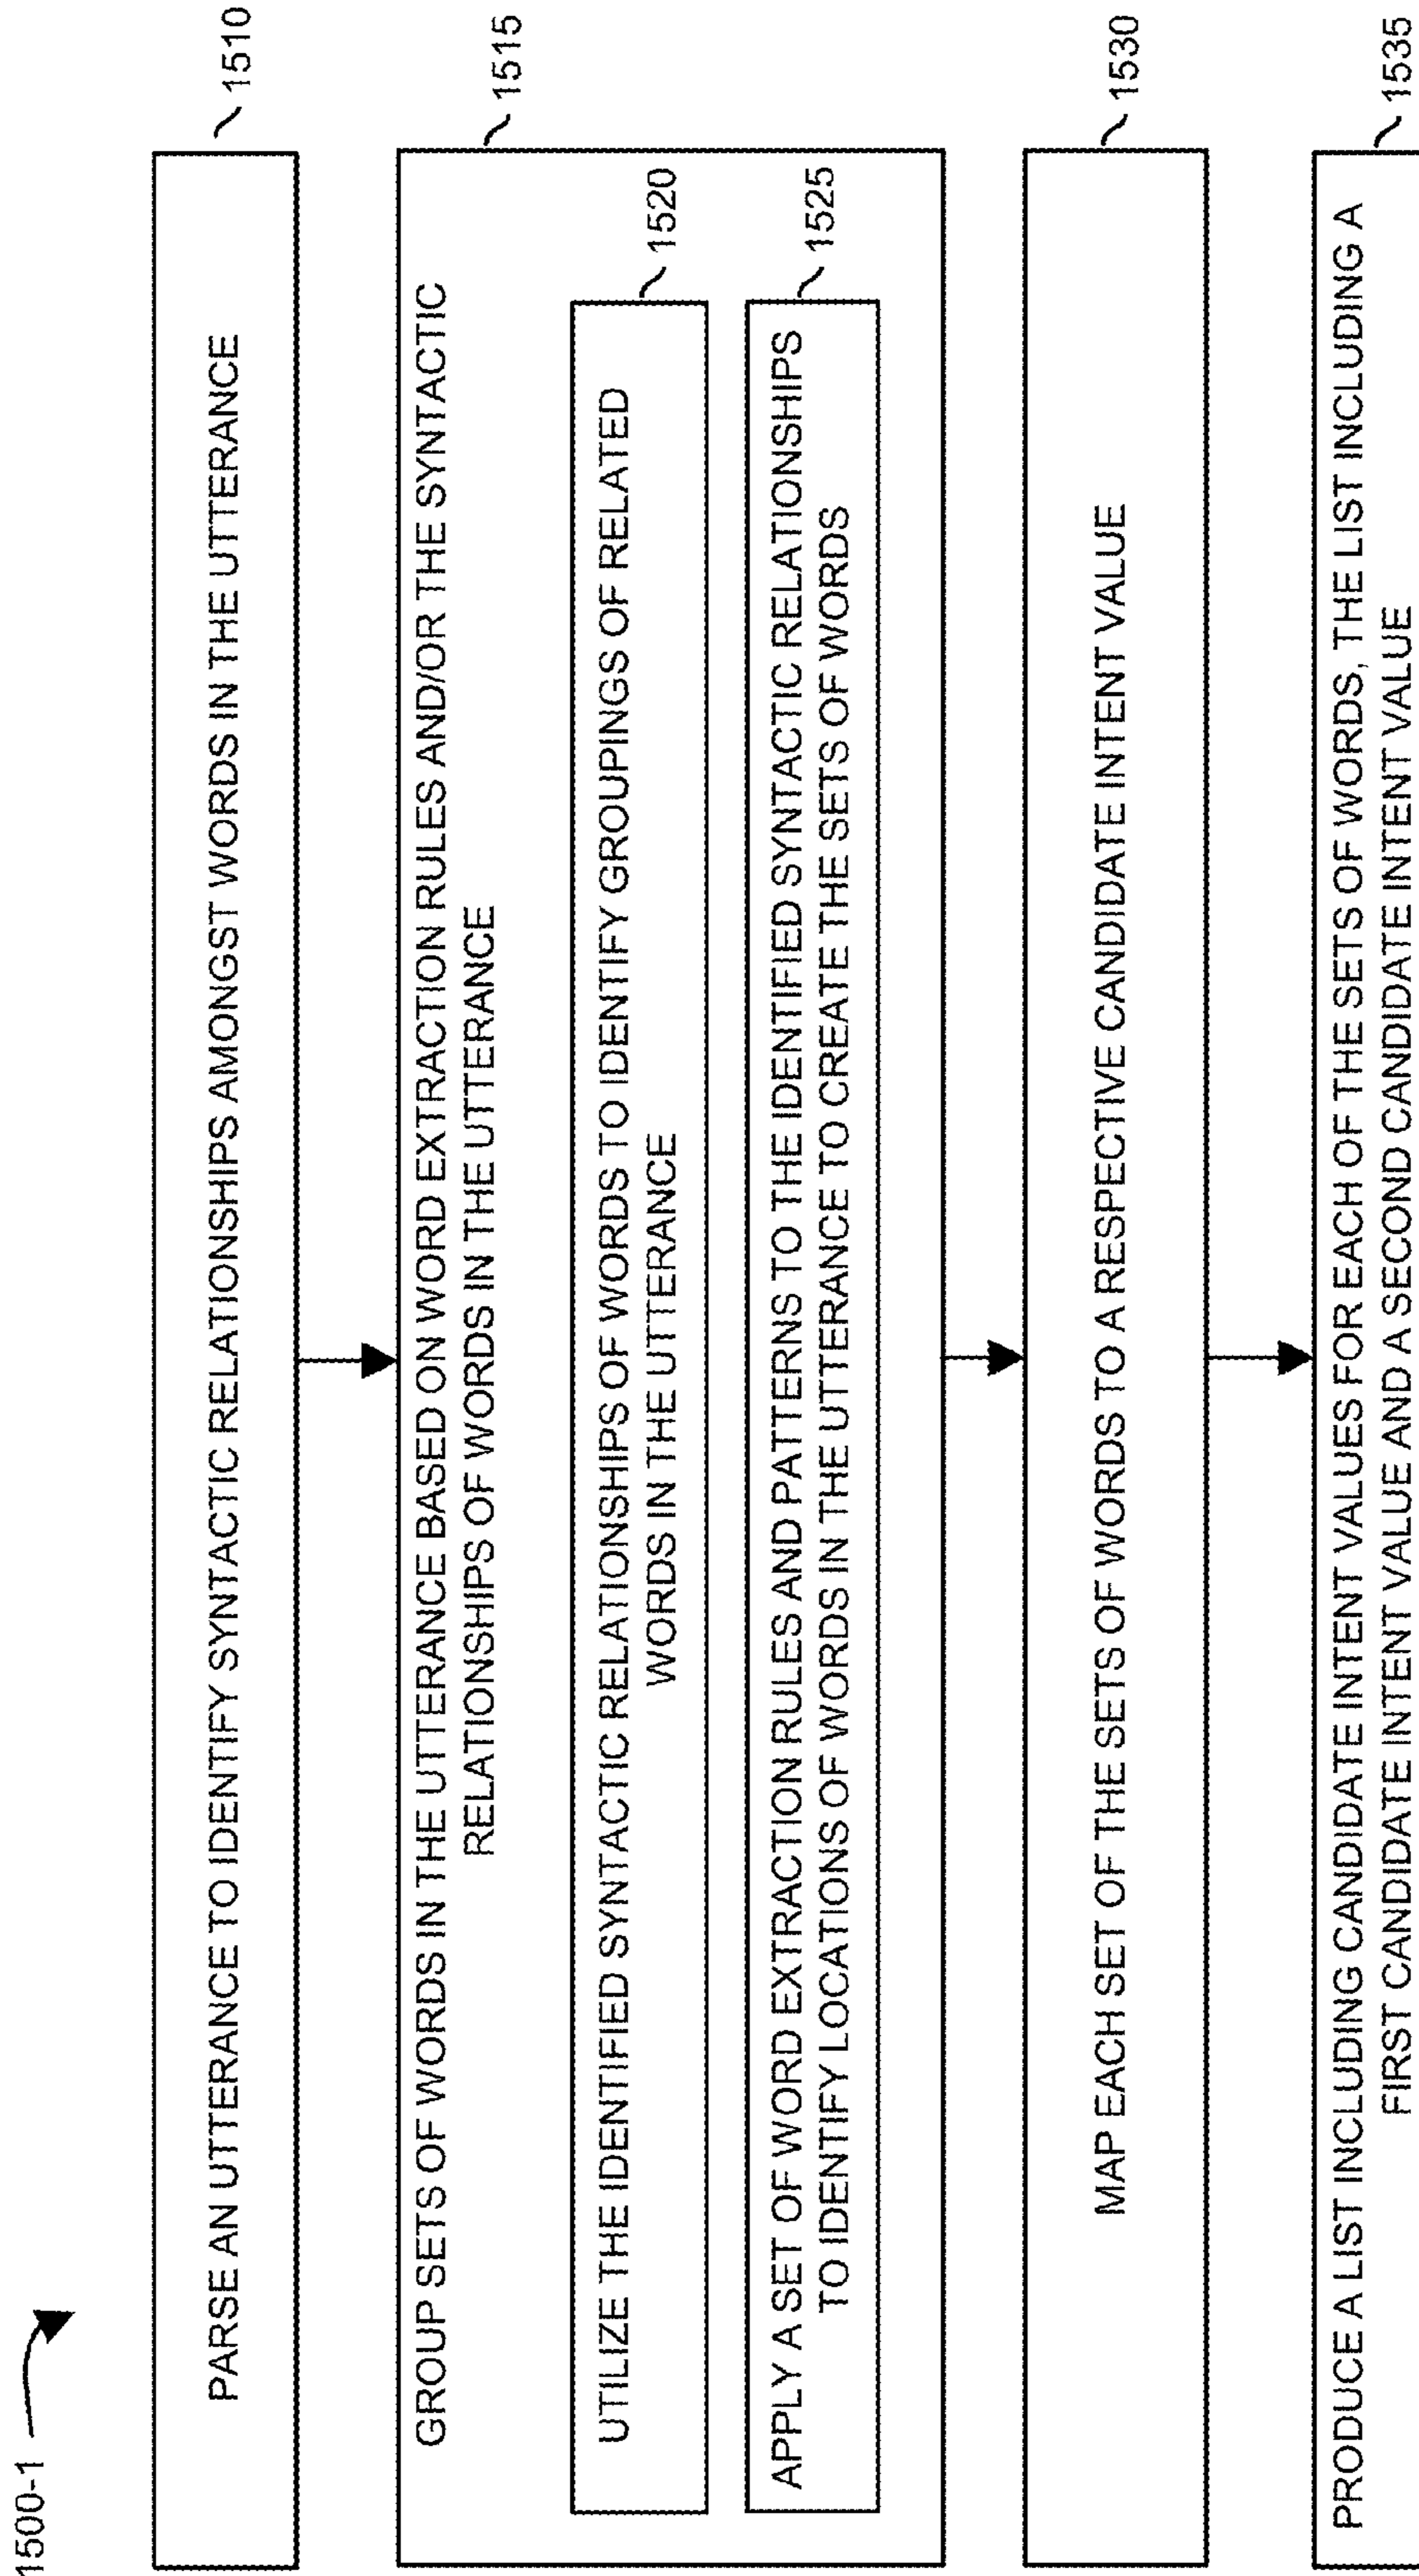 1500-1
PARSE AN UTTERANCE TO IDENTIFY SYNTACTIC RELATIONSHIPS AMONGST WORDS IN THE UTTERANCE
1510
GROUP SETS OF WORDS IN THE UTTERANCE BASED ON WORD EXTRACTION RULES AND/OR THE SYNTACTIC
RELATIONSHIPS OF WORDS IN THE UTTERANCE
1515
UTILIZE THE IDENTIFIED SYNTACTIC RELATIONSHIPS OF WORDS TO IDENTIFY GROUPINGS OF RELATED
WORDS IN THE UTTERANCE
1520
APPLY A SET OF WORD EXTRACTION RULES AND PATTERNS TO THE IDENTIFIED SYNTACTIC RELATIONSHIPS
TO IDENTIFY LOCATIONS OF WORDS IN THE UTTERANCE TO CREATE THE SETS OF WORDS
1525
MAP EACH SET OF THE SETS OF WORDS TO A RESPECTIVE CANDIDATE INTENT VALUE
1530
PRODUCE A LIST INCLUDING CANDIDATE INTENT VALUES FOR EACH OF THE SETS OF WORDS, THE LIST INCLUDING A
FIRST CANDIDATE INTENT VALUE AND A SECOND CANDIDATE INTENT VALUE
1535